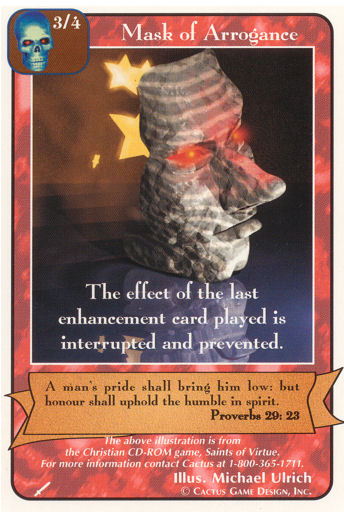 3/4
Mask of Arrogance
The effect of the last
enhancement card played is
interrupted and prevented.
A man's pride shall bring him low: but
honour shall uphold the humble in spirit.
Proverbs 29: 23
The above illustration is from
the Christian CD-ROM game, Saints of Virtue.
For more information contact Cactus at 1-800-365-1711.
Illus. Michael Ulrich
© Cactus Game Design, Inc.